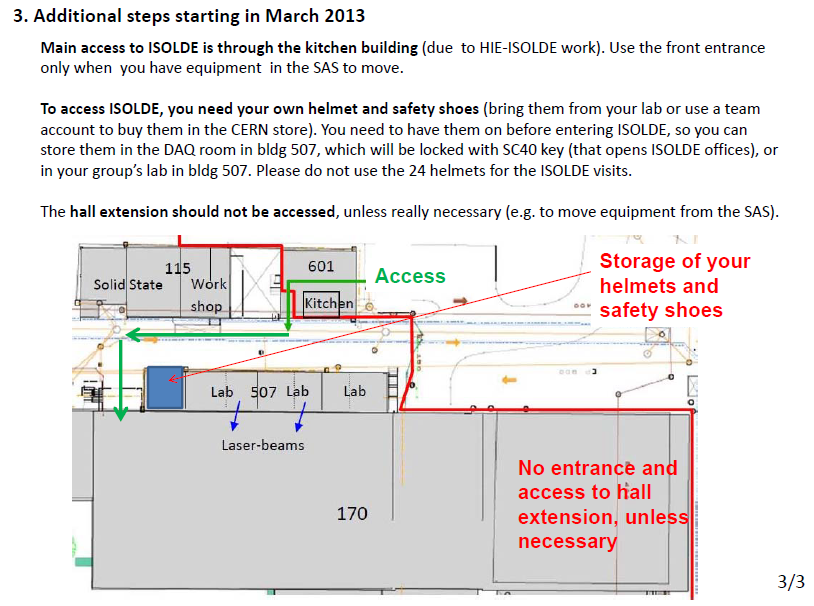 3. Additional steps starting in March 2013
Main access to ISOLDE is through the kitchen building (due to HIE-ISOLDE work). Use the front entrance
only when you have equipment in the SAS to move.
To access ISOLDE, you need your own helmet and safety shoes (bring them from your lab or use a team
account to buy them in the CERN store). You need to have them on before entering ISOLDE, so you can
store them in the DAQ room in bldg 507, which will be locked with SC40 key (that opens ISOLDE offices), or
in your group's lab in bldg 507. Please do not use the 24 helmets for the ISOLDE visits.
The hall extension should not be accessed, unless really necessary (e.g. to move equipment from the SAS).
115
Solid State
Work
shop
601
Kitchen
Access
Storage of your
helmets and
safety shoes
Lab 507 Lab
Lab
Laser-beams
170
No entrance and
access to hall
extension, unless
necessary
3/3